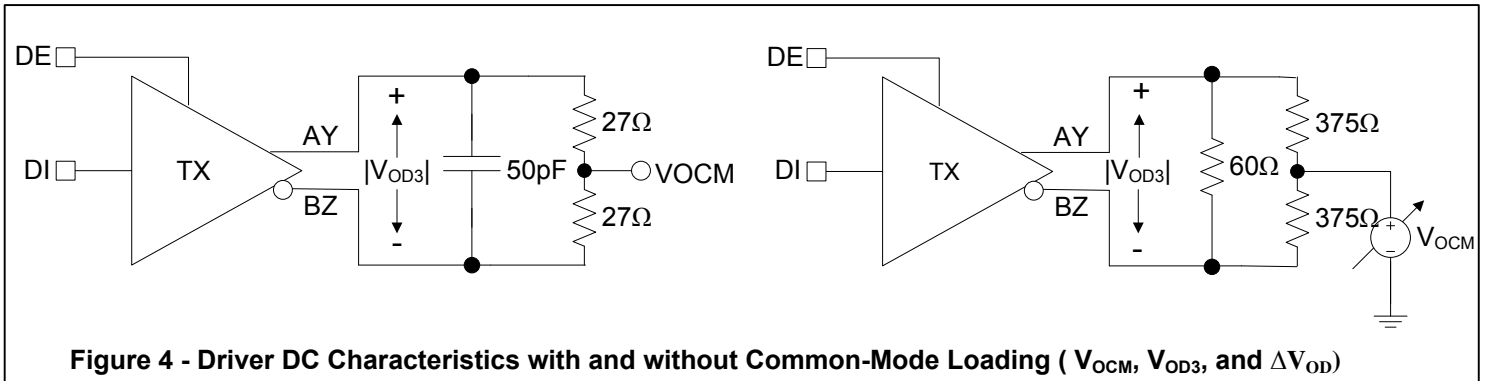 DE
DI
TX
AY
BZ
+
|VOD3|
-
50pF
27Ω
27Ω
VOCM
DE
DI
TX
AY
BZ
+
|VOD3|
-
60Ω
375Ω
375Ω
+
−
VOCM
Figure 4 - Driver DC Characteristics with and without Common-Mode Loading ( VOCM, VOD3, and ΔVOD)